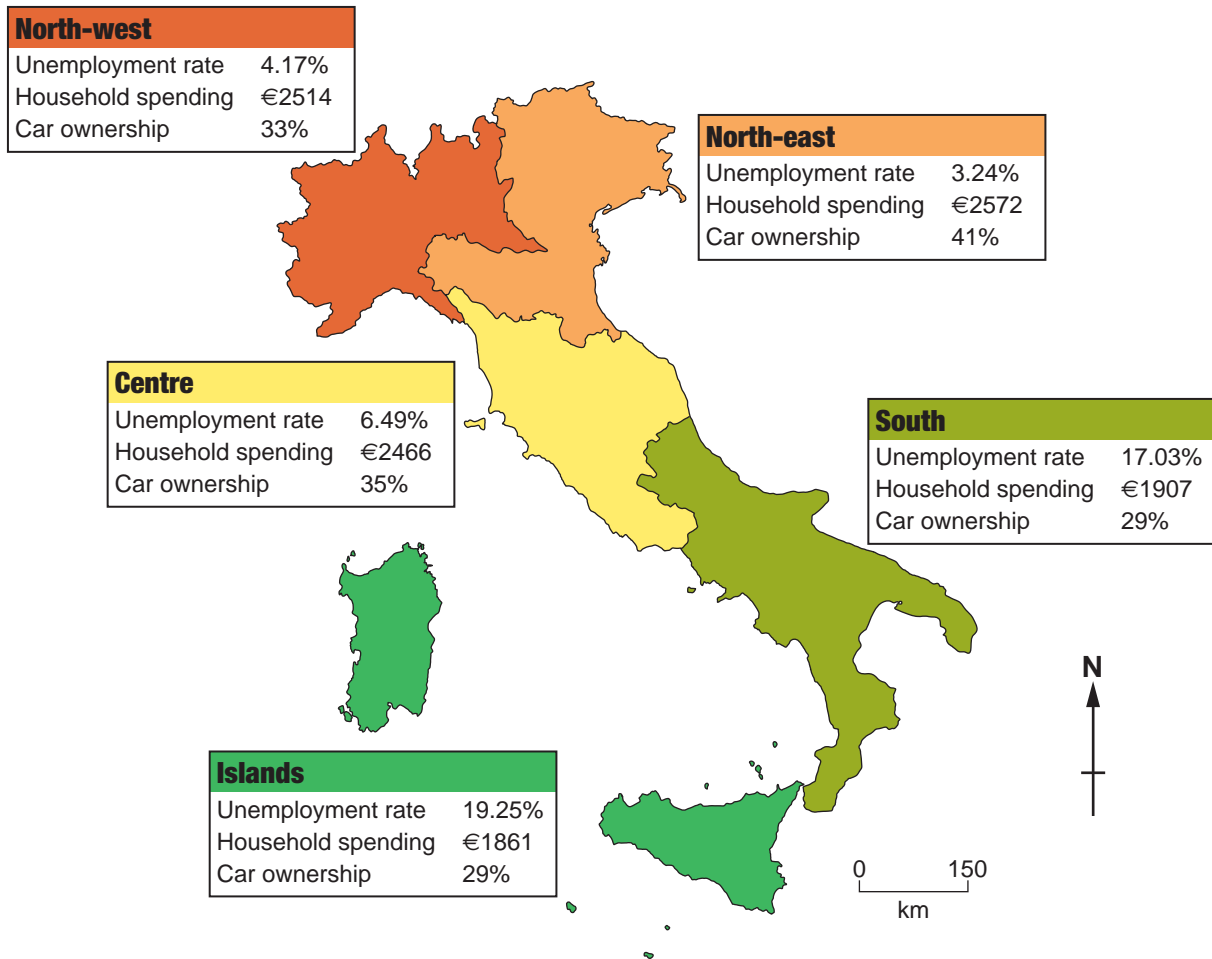 North-west
Unemployment rate 4.17%
Household spending €2514
Car ownership 33%
North-east
Unemployment rate 3.24%
Household spending €2572
Car ownership 41%
Centre
Unemployment rate 6.49%
Household spending €2466
Car ownership 35%
South
Unemployment rate 17.03%
Household spending €1907
Car ownership 29%
Islands
Unemployment rate 19.25%
Household spending €1861
Car ownership 29%
N
0 150
km